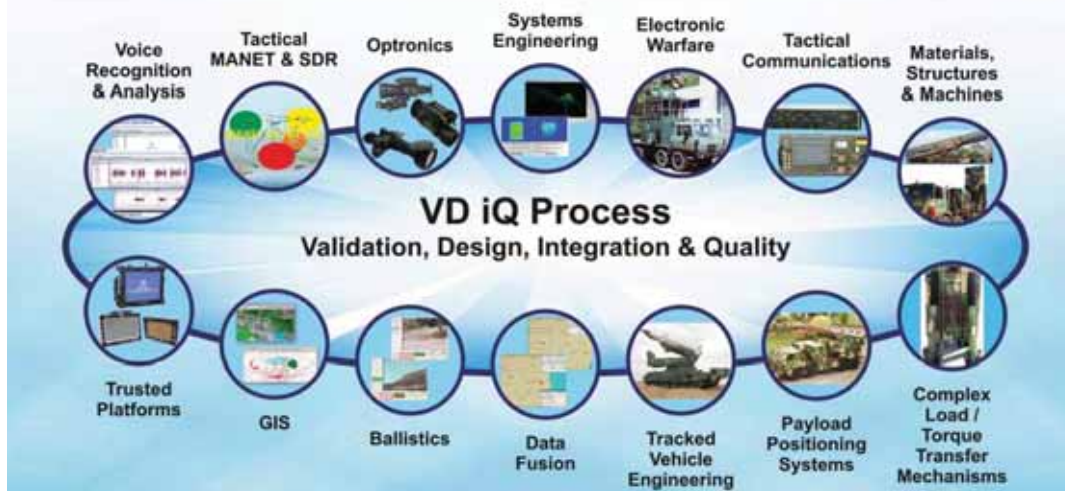 Voice
Recognition
& Analysis
Tactical
MANET & SDR
Optronics
Systems
Engineering
Electronic
Warfare
Tactical
Communications
Materials,
Structures
& Machines
VD iQ Process
Validation, Design, Integration & Quality
Trusted
Platforms
GIS
Ballistics
Data
Fusion
Tracked
Vehicle
Engineering
Payload
Positioning
Systems
Complex
Load /
Torque
Transfer
Mechanisms